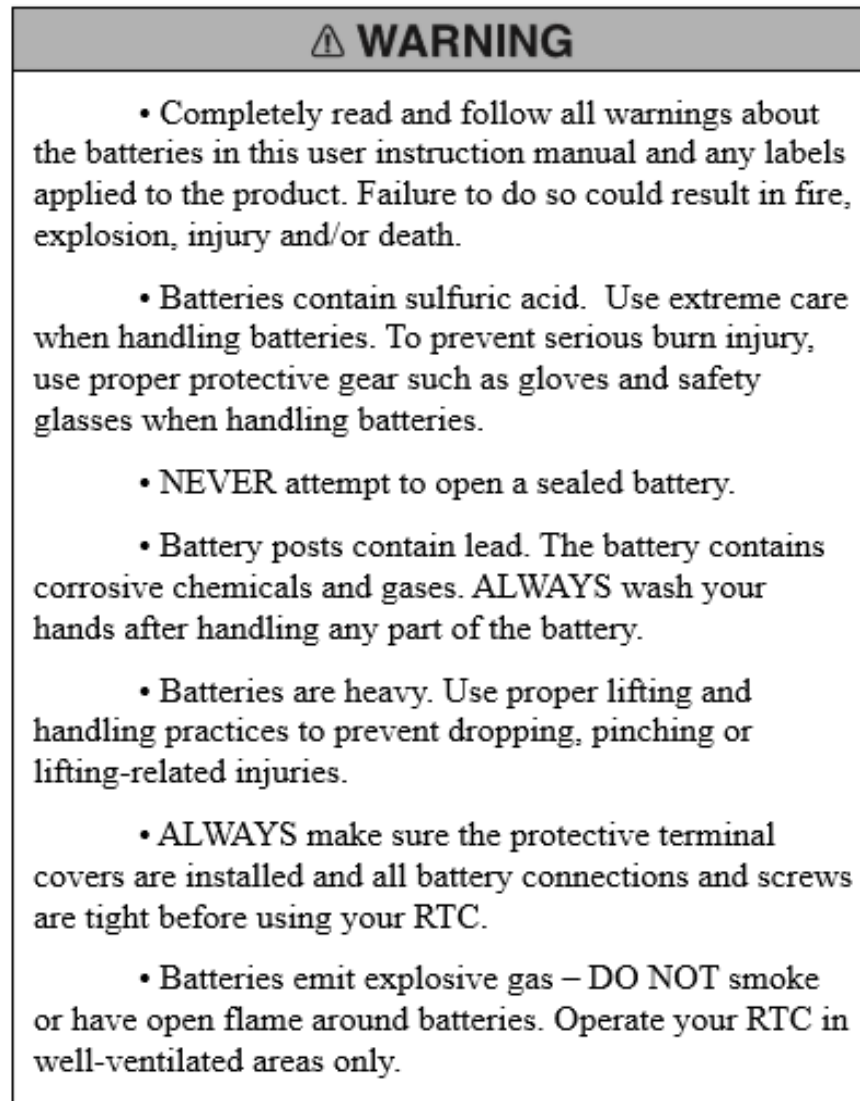 ⚠ WARNING
• Completely read and follow all warnings about
the batteries in this user instruction manual and any labels
applied to the product. Failure to do so could result in fire,
explosion, injury and/or death.
• Batteries contain sulfuric acid.  Use extreme care
when handling batteries. To prevent serious burn injury,
use proper protective gear such as gloves and safety
glasses when handling batteries.
• NEVER attempt to open a sealed battery.
• Battery posts contain lead. The battery contains
corrosive chemicals and gases. ALWAYS wash your
hands after handling any part of the battery.
• Batteries are heavy. Use proper lifting and
handling practices to prevent dropping, pinching or
lifting-related injuries.
• ALWAYS make sure the protective terminal
covers are installed and all battery connections and screws
are tight before using your RTC.
• Batteries emit explosive gas – DO NOT smoke
or have open flame around batteries. Operate your RTC in
well-ventilated areas only.